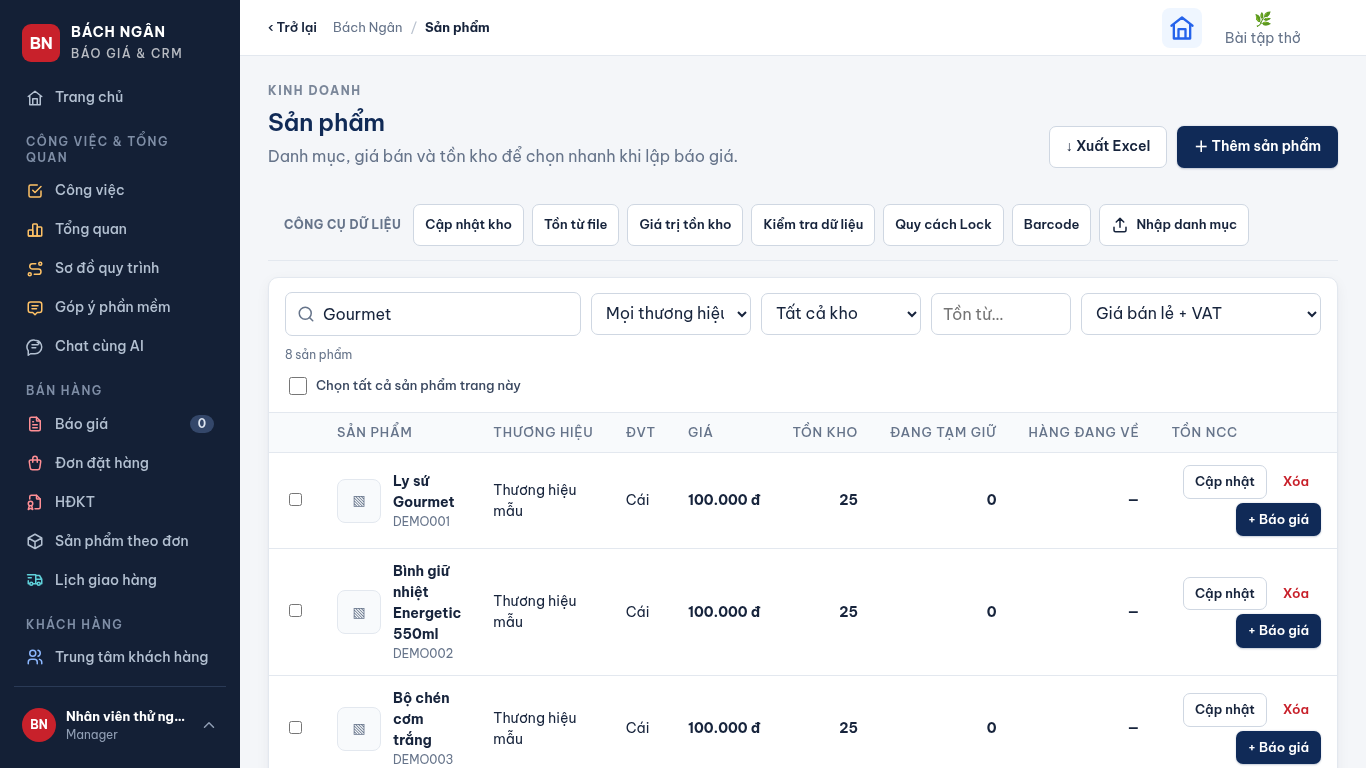 BN
BÁCH NGÂN
BÁO GIÁ & CRM
Trang chủ
CÔNG VIỆC & TỔNG
QUAN
Công việc
Tổng quan
Sơ đồ quy trình
Góp ý phần mềm
Chat cùng AI
BÁN HÀNG
Báo giá 0
Đơn đặt hàng
HĐKT
Sản phẩm theo đơn
Lịch giao hàng
KHÁCH HÀNG
Trung tâm khách hàng
BN
Nhân viên thử ng...
Manager
‹ Trở lại Bách Ngân / Sản phẩm
Bài tập thở
KINH DOANH
Sản phẩm
Danh mục, giá bán và tồn kho để chọn nhanh khi lập báo giá.
↓ Xuất Excel
+ Thêm sản phẩm
CÔNG CỤ DỮ LIỆU Cập nhật kho Tồn từ file Giá trị tồn kho Kiểm tra dữ liệu Quy cách Lock Barcode Nhập danh mục
Gourmet Mọi thương hiệu Tất cả kho Tồn từ... Giá bán lẻ + VAT
8 sản phẩm
Chọn tất cả sản phẩm trang này
SẢN PHẨM THƯƠNG HIỆU ĐVT GIÁ TỒN KHO ĐANG TẠM GIỮ HÀNG ĐANG VỀ TỒN NCC
Ly sứ
Gourmet
DEMO001
Thương hiệu
mẫu
Cái 100.000 đ 25 0 —
Cập nhật Xóa
+ Báo giá
Bình giữ
nhiệt
Energetic
550ml
DEMO002
Thương hiệu
mẫu
Cái 100.000 đ 25 0 —
Cập nhật Xóa
+ Báo giá
Bộ chén
cơm
trắng
DEMO003
Thương hiệu
mẫu
Cái 100.000 đ 25 0 —
Cập nhật Xóa
+ Báo giá